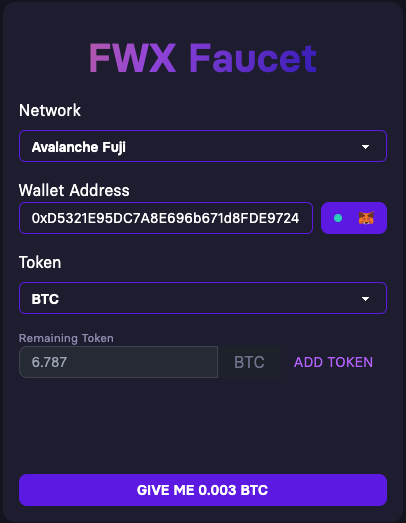 FWX Faucet
Network
Avalanche Fuji
Wallet Address
0xD5321E95DC7A8E696b671d8FDE9724
Token
BTC
Remaining Token
6.787 BTC ADD TOKEN
GIVE ME 0.003 BTC